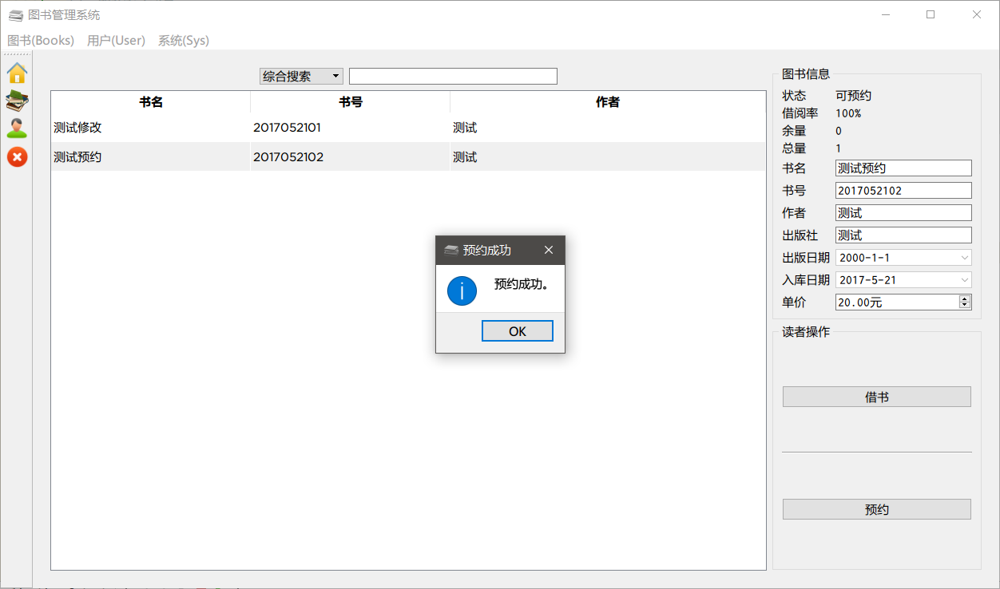 图书管理系统
图书(Books) 用户(User) 系统(Sys)
综合搜索
书名 书号 作者
测试修改 2017052101 测试
测试预约 2017052102 测试
预约成功
预约成功。
OK
图书信息
状态 可预约
借阅率 100%
余量 0
总量 1
书名 测试预约
书号 2017052102
作者 测试
出版社 测试
出版日期 2000-1-1
入库日期 2017-5-21
单价 20.00元
读者操作
借书
预约